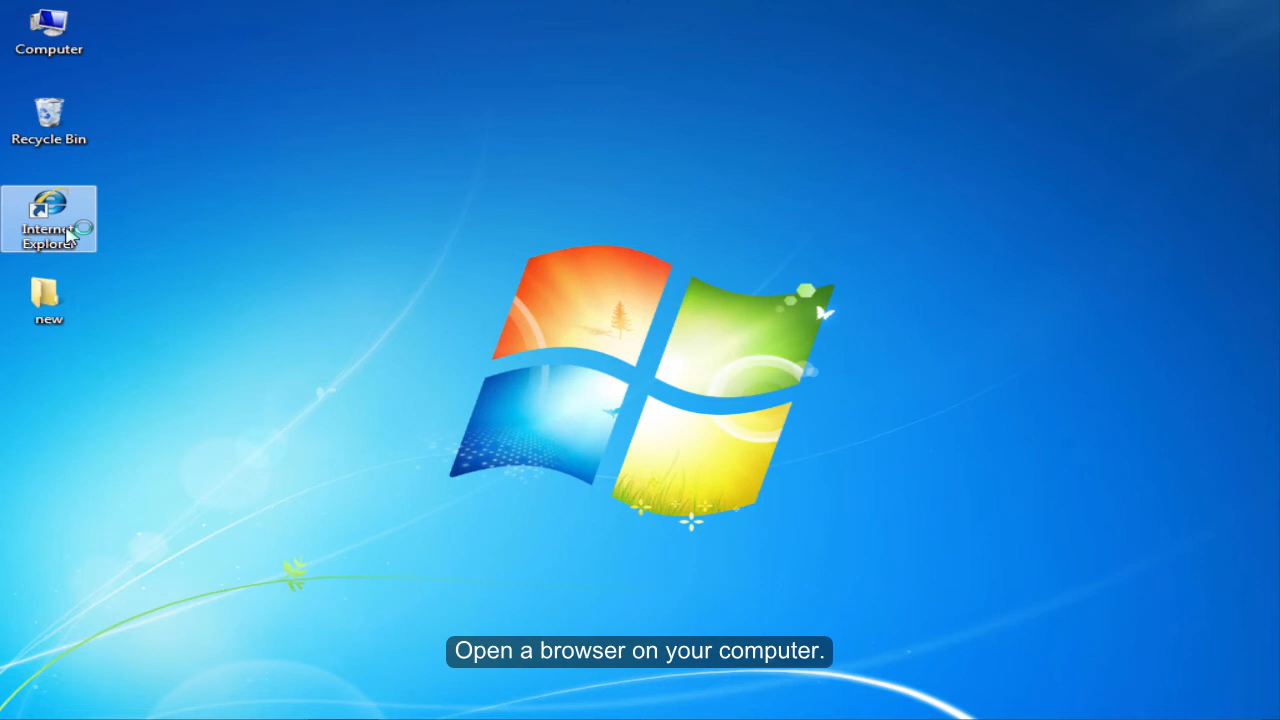 Computer
Recycle Bin
Internet
Explorer
new
Open a browser on your computer.